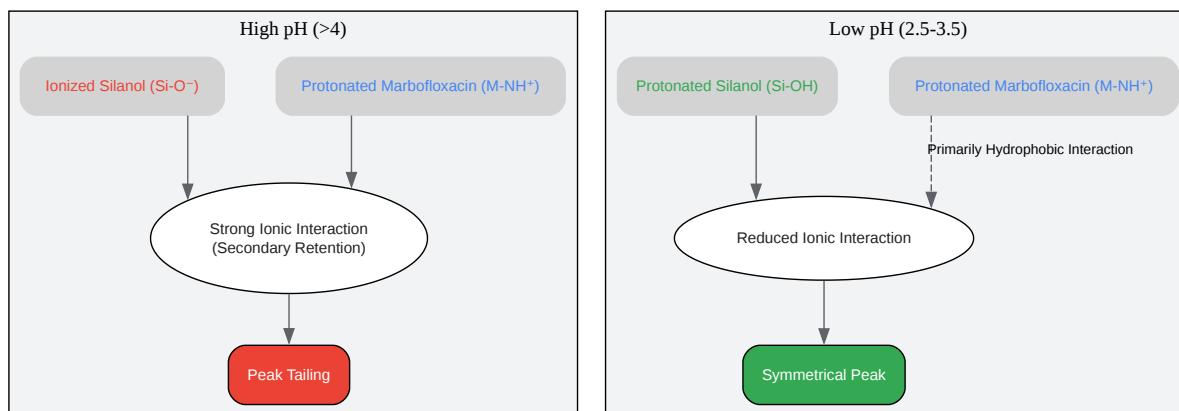 High pH (>4)
Ionized Silanol (Si-O⁻)
Protonated Marbofloxacin (M-NH⁺)
Strong Ionic Interaction
(Secondary Retention)
Peak Tailing
Low pH (2.5-3.5)
Protonated Silanol (Si-OH)
Protonated Marbofloxacin (M-NH⁺)
Primarily Hydrophobic Interaction
Reduced Ionic Interaction
Symmetrical Peak